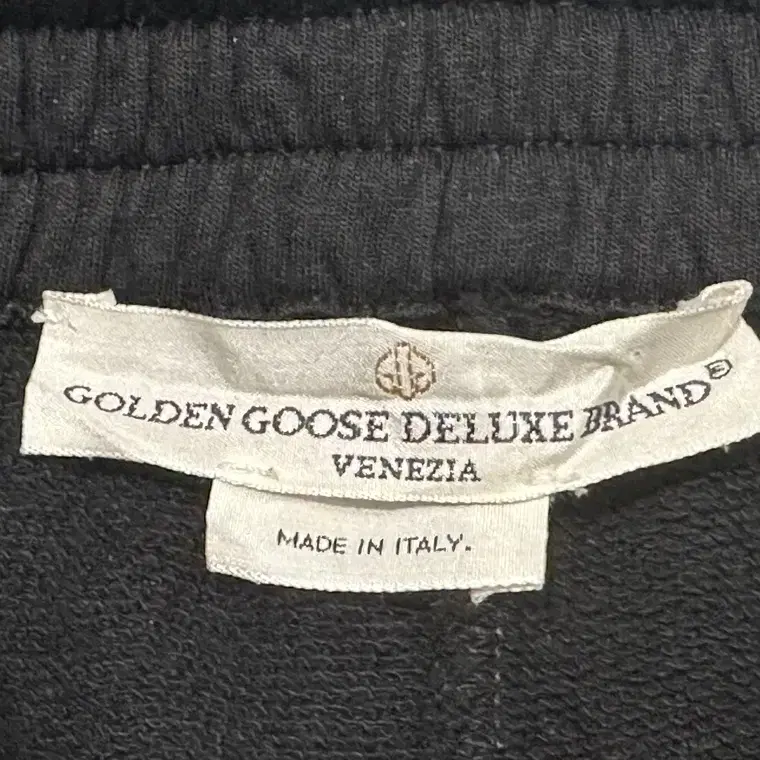 GOLDEN GOOSE DELUXE BRAND®
VENEZIA
MADE IN ITALY.